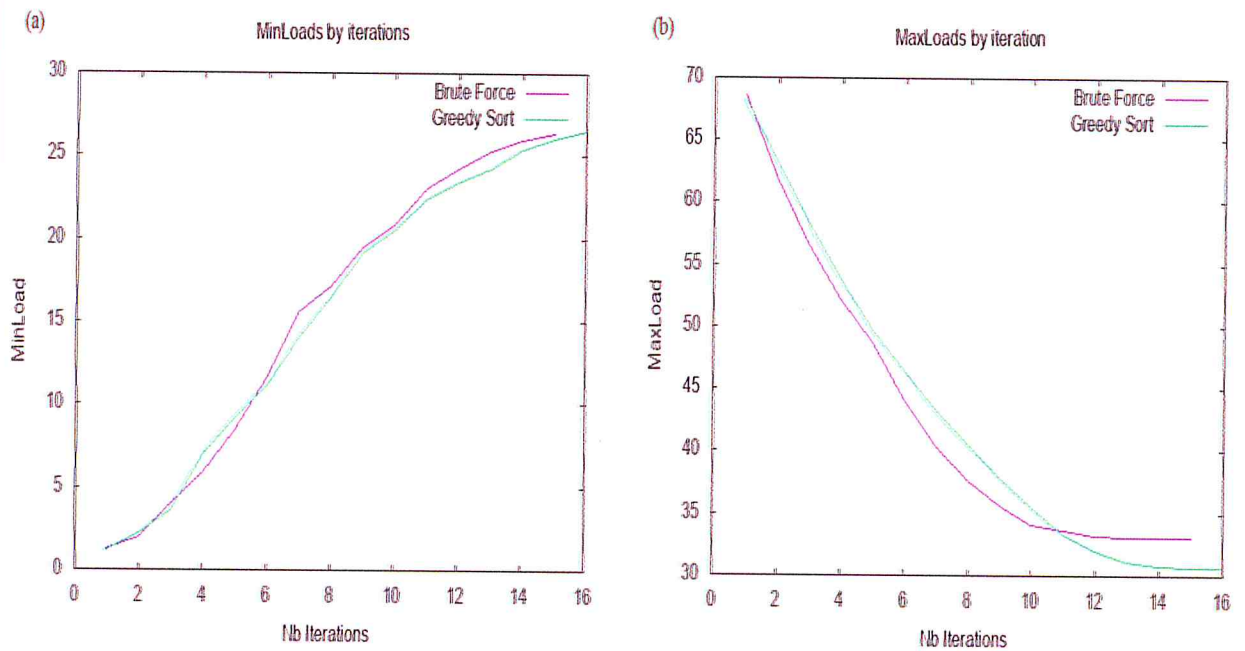 (a)
MinLoads by iterations
30
25
20
15
10
5
0
MinLoad
Brute Force
Greedy Sort
0 2 4 6 8 10 12 14 16
Nb Iterations
(b)
MaxLoads by iteration
70
65
60
55
50
45
40
35
30
MaxLoad
Brute Force
Greedy Sort
0 2 4 6 8 10 12 14 16
Nb Iterations